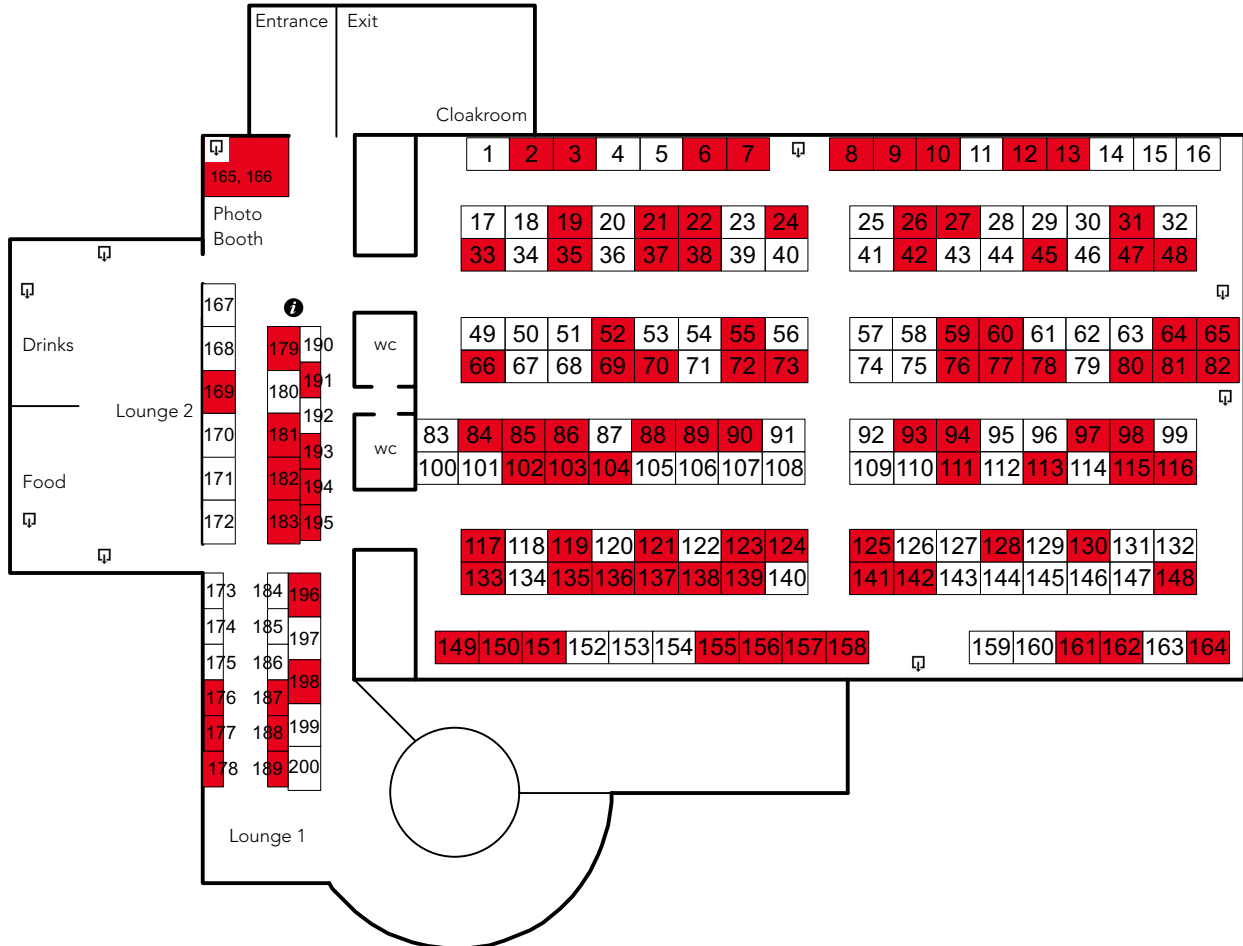 Entrance Exit
Cloakroom
1 2 3 4 5 6 7 8 9 10 11 12 13 14 15 16
165, 166
Photo
Booth
17 18 19 20 21 22 23 24 25 26 27 28 29 30 31 32
33 34 35 36 37 38 39 40 41 42 43 44 45 46 47 48
i
Drinks
Lounge 2
Food
167
168
169
170
171
172
179
180
181
182
183
190
191
192
193
194
195
wc
wc
49 50 51 52 53 54 55 56 57 58 59 60 61 62 63 64 65
66 67 68 69 70 71 72 73 74 75 76 77 78 79 80 81 82
83 84 85 86 87 88 89 90 91 92 93 94 95 96 97 98 99
100 101 102 103 104 105 106 107 108 109 110 111 112 113 114 115 116
117 118 119 120 121 122 123 124 125 126 127 128 129 130 131 132
133 134 135 136 137 138 139 140 141 142 143 144 145 146 147 148
149 150 151 152 153 154 155 156 157 158 159 160 161 162 163 164
173
174
175
176
177
178
184
185
186
187
188
189
196
197
198
199
200
Lounge 1